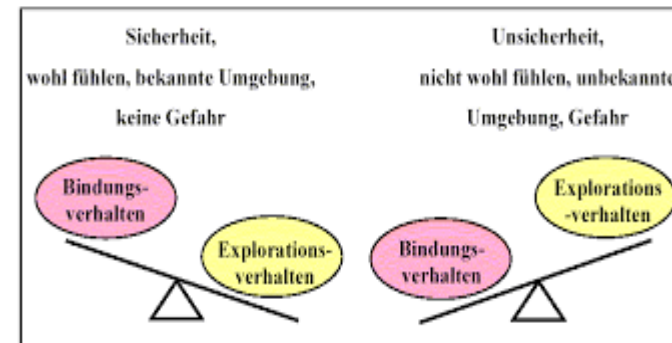 Sicherheit,
wohl fühlen, bekannte Umgebung,
keine Gefahr
Bindungs-
verhalten
Explorations-
verhalten
Unsicherheit,
nicht wohl fühlen, unbekannte
Umgebung, Gefahr
Explorations
-verhalten
Bindungs-
verhalten